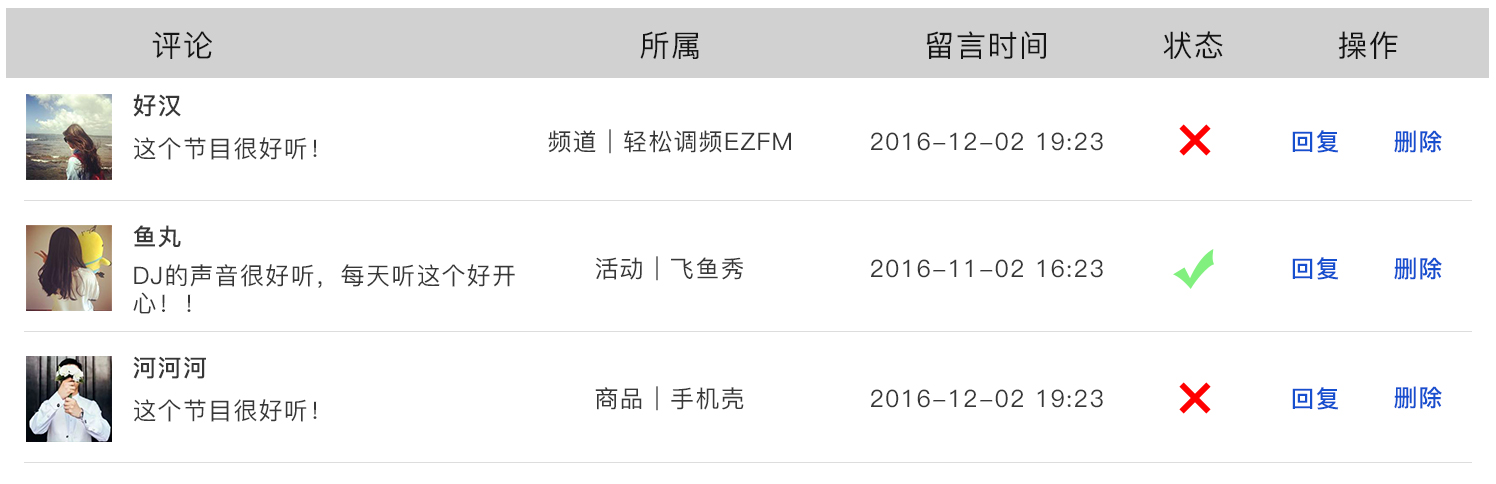 评论 所属 留言时间 状态 操作
好汉
这个节目很好听！
频道｜轻松调频EZFM 2016-12-02 19:23 回复 删除
鱼丸
DJ的声音很好听，每天听这个好开
心！！
活动｜飞鱼秀 2016-11-02 16:23 回复 删除
河河河
这个节目很好听！
商品｜手机壳 2016-12-02 19:23 回复 删除